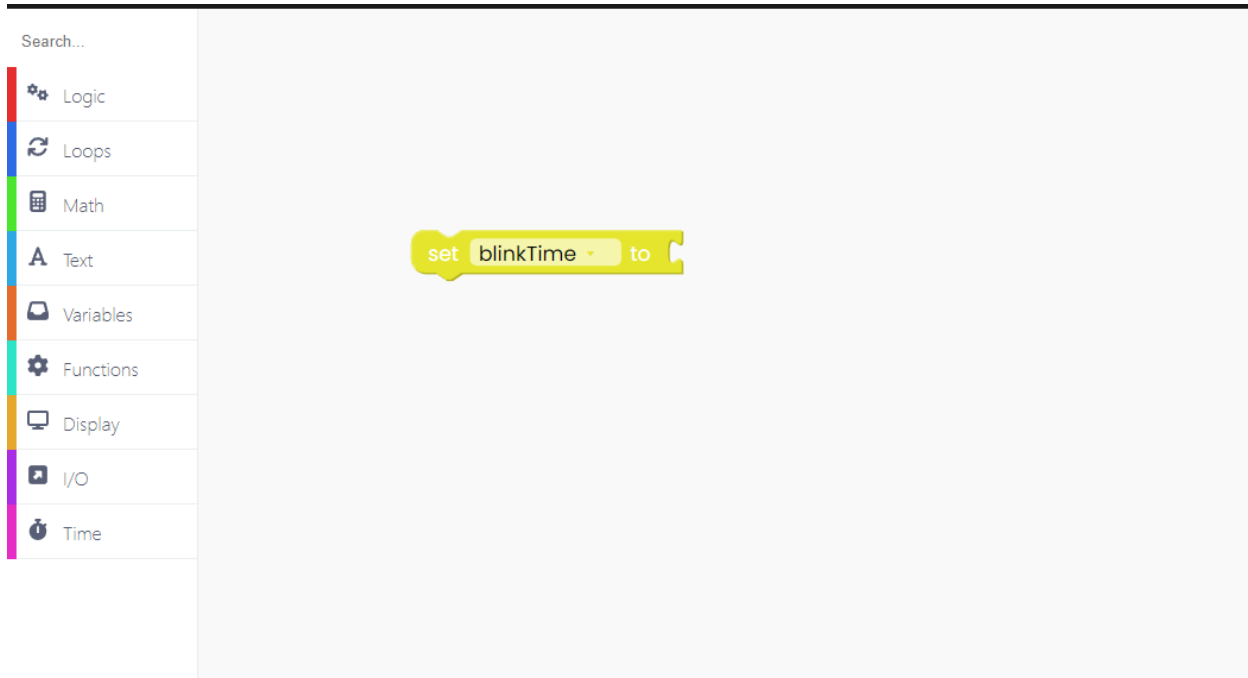 Search...
Logic
Loops
Math
Text
Variables
Functions
Display
I/O
Time
set blinkTime to